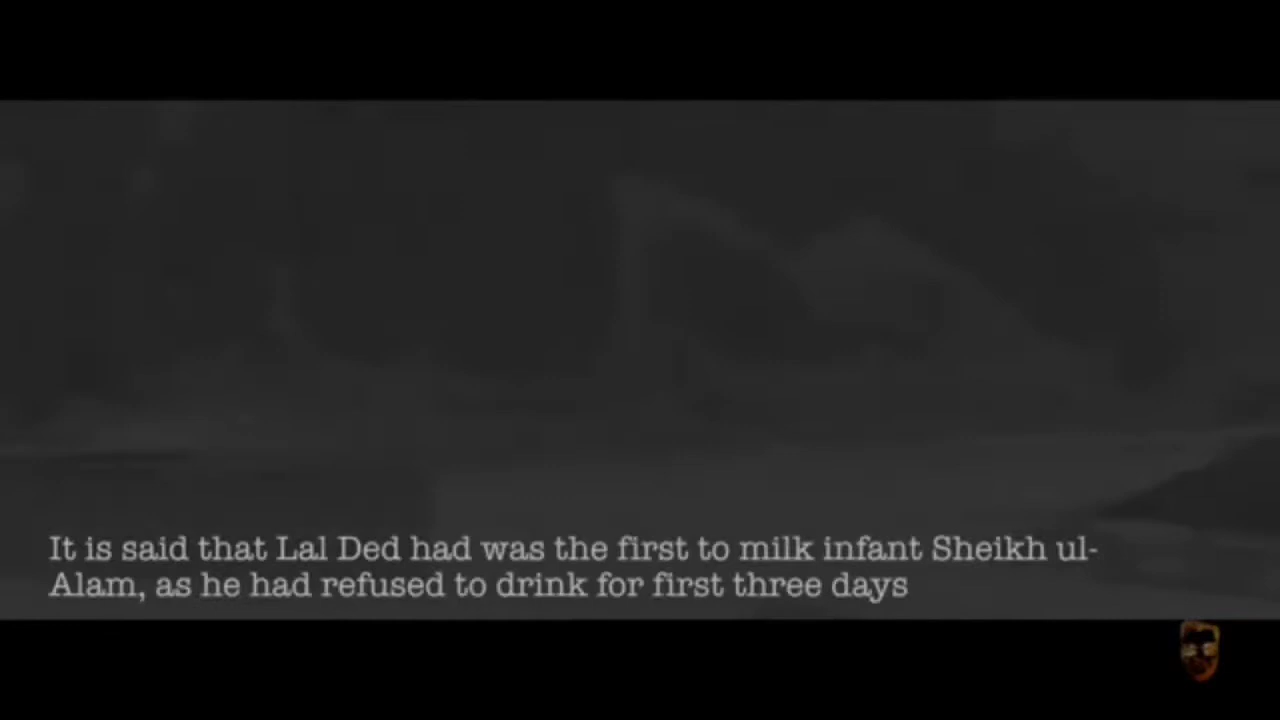 It is said that Lal Ded had was the first to milk infant Sheikh ul-
Alam, as he had refused to drink for first three days